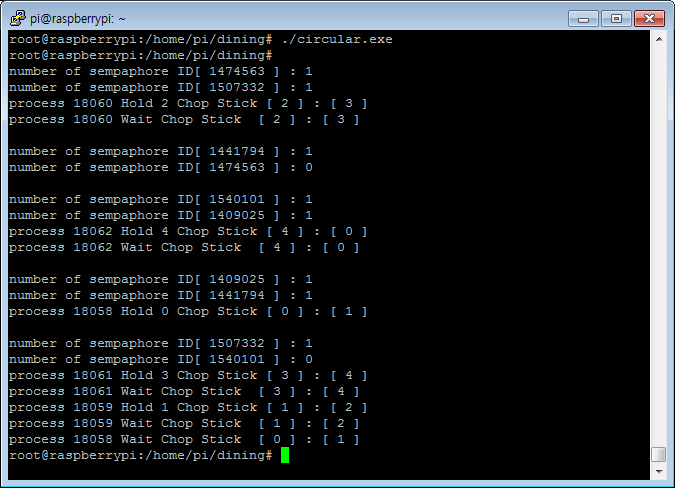 pi@raspberrypi: ~
root@raspberrypi:/home/pi/dining# ./circular.exe
root@raspberrypi:/home/pi/dining#
number of sempaphore ID[ 1474563 ] : 1
number of sempaphore ID[ 1507332 ] : 1
process 18060 Hold 2 Chop Stick [ 2 ] : [ 3 ]
process 18060 Wait Chop Stick  [ 2 ] : [ 3 ]

number of sempaphore ID[ 1441794 ] : 1
number of sempaphore ID[ 1474563 ] : 0

number of sempaphore ID[ 1540101 ] : 1
number of sempaphore ID[ 1409025 ] : 1
process 18062 Hold 4 Chop Stick [ 4 ] : [ 0 ]
process 18062 Wait Chop Stick  [ 4 ] : [ 0 ]

number of sempaphore ID[ 1409025 ] : 1
number of sempaphore ID[ 1441794 ] : 1
process 18058 Hold 0 Chop Stick [ 0 ] : [ 1 ]

number of sempaphore ID[ 1507332 ] : 1
number of sempaphore ID[ 1540101 ] : 0
process 18061 Hold 3 Chop Stick [ 3 ] : [ 4 ]
process 18061 Wait Chop Stick  [ 3 ] : [ 4 ]
process 18059 Hold 1 Chop Stick [ 1 ] : [ 2 ]
process 18059 Wait Chop Stick  [ 1 ] : [ 2 ]
process 18058 Wait Chop Stick  [ 0 ] : [ 1 ]
root@raspberrypi:/home/pi/dining#